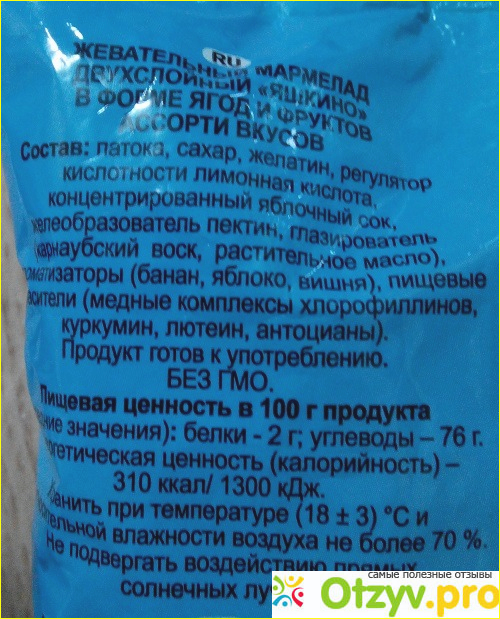 RU
ЖЕВАТЕЛЬНЫЙ МАРМЕЛАД
ДВУХСЛОЙНЫЙ «ЯШКИНО»
В ФОРМЕ ЯГОД И ФРУКТОВ
АССОРТИ ВКУСОВ
Состав: патока, сахар, желатин, регулятор
кислотности лимонная кислота,
концентрированный яблочный сок,
желеобразователь пектин, глазирователь
(карнаубский воск, растительное масло),
ароматизаторы (банан, яблоко, вишня), пищевые
красители (медные комплексы хлорофиллинов,
куркумин, лютеин, антоцианы).
Продукт готов к употреблению.
БЕЗ ГМО.
Пищевая ценность в 100 г продукта
значения): белки - 2 г; углеводы – 76 г.
энергетическая ценность (калорийность) –
310 ккал/ 1300 кДж.
Хранить при температуре (18 ± 3) °С и
относительной влажности воздуха не более 70 %.
Не подвергать воздействию прямых
солнечных
самые полезные отзывы
Otzyv.pro